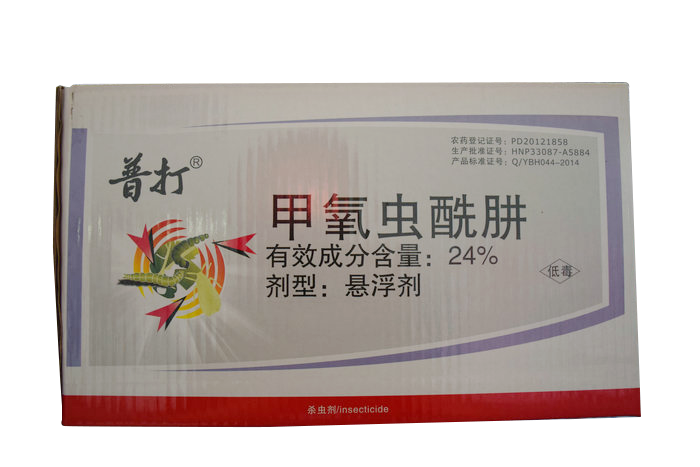 农药登记证号：PD20121858
生产批准证号：HNP33087-A5884
产品标准证号：Q/YBH044-2014
普打®
甲氧虫酰肼
有效成分含量：24%
剂型：悬浮剂
低毒
杀虫剂/insecticide